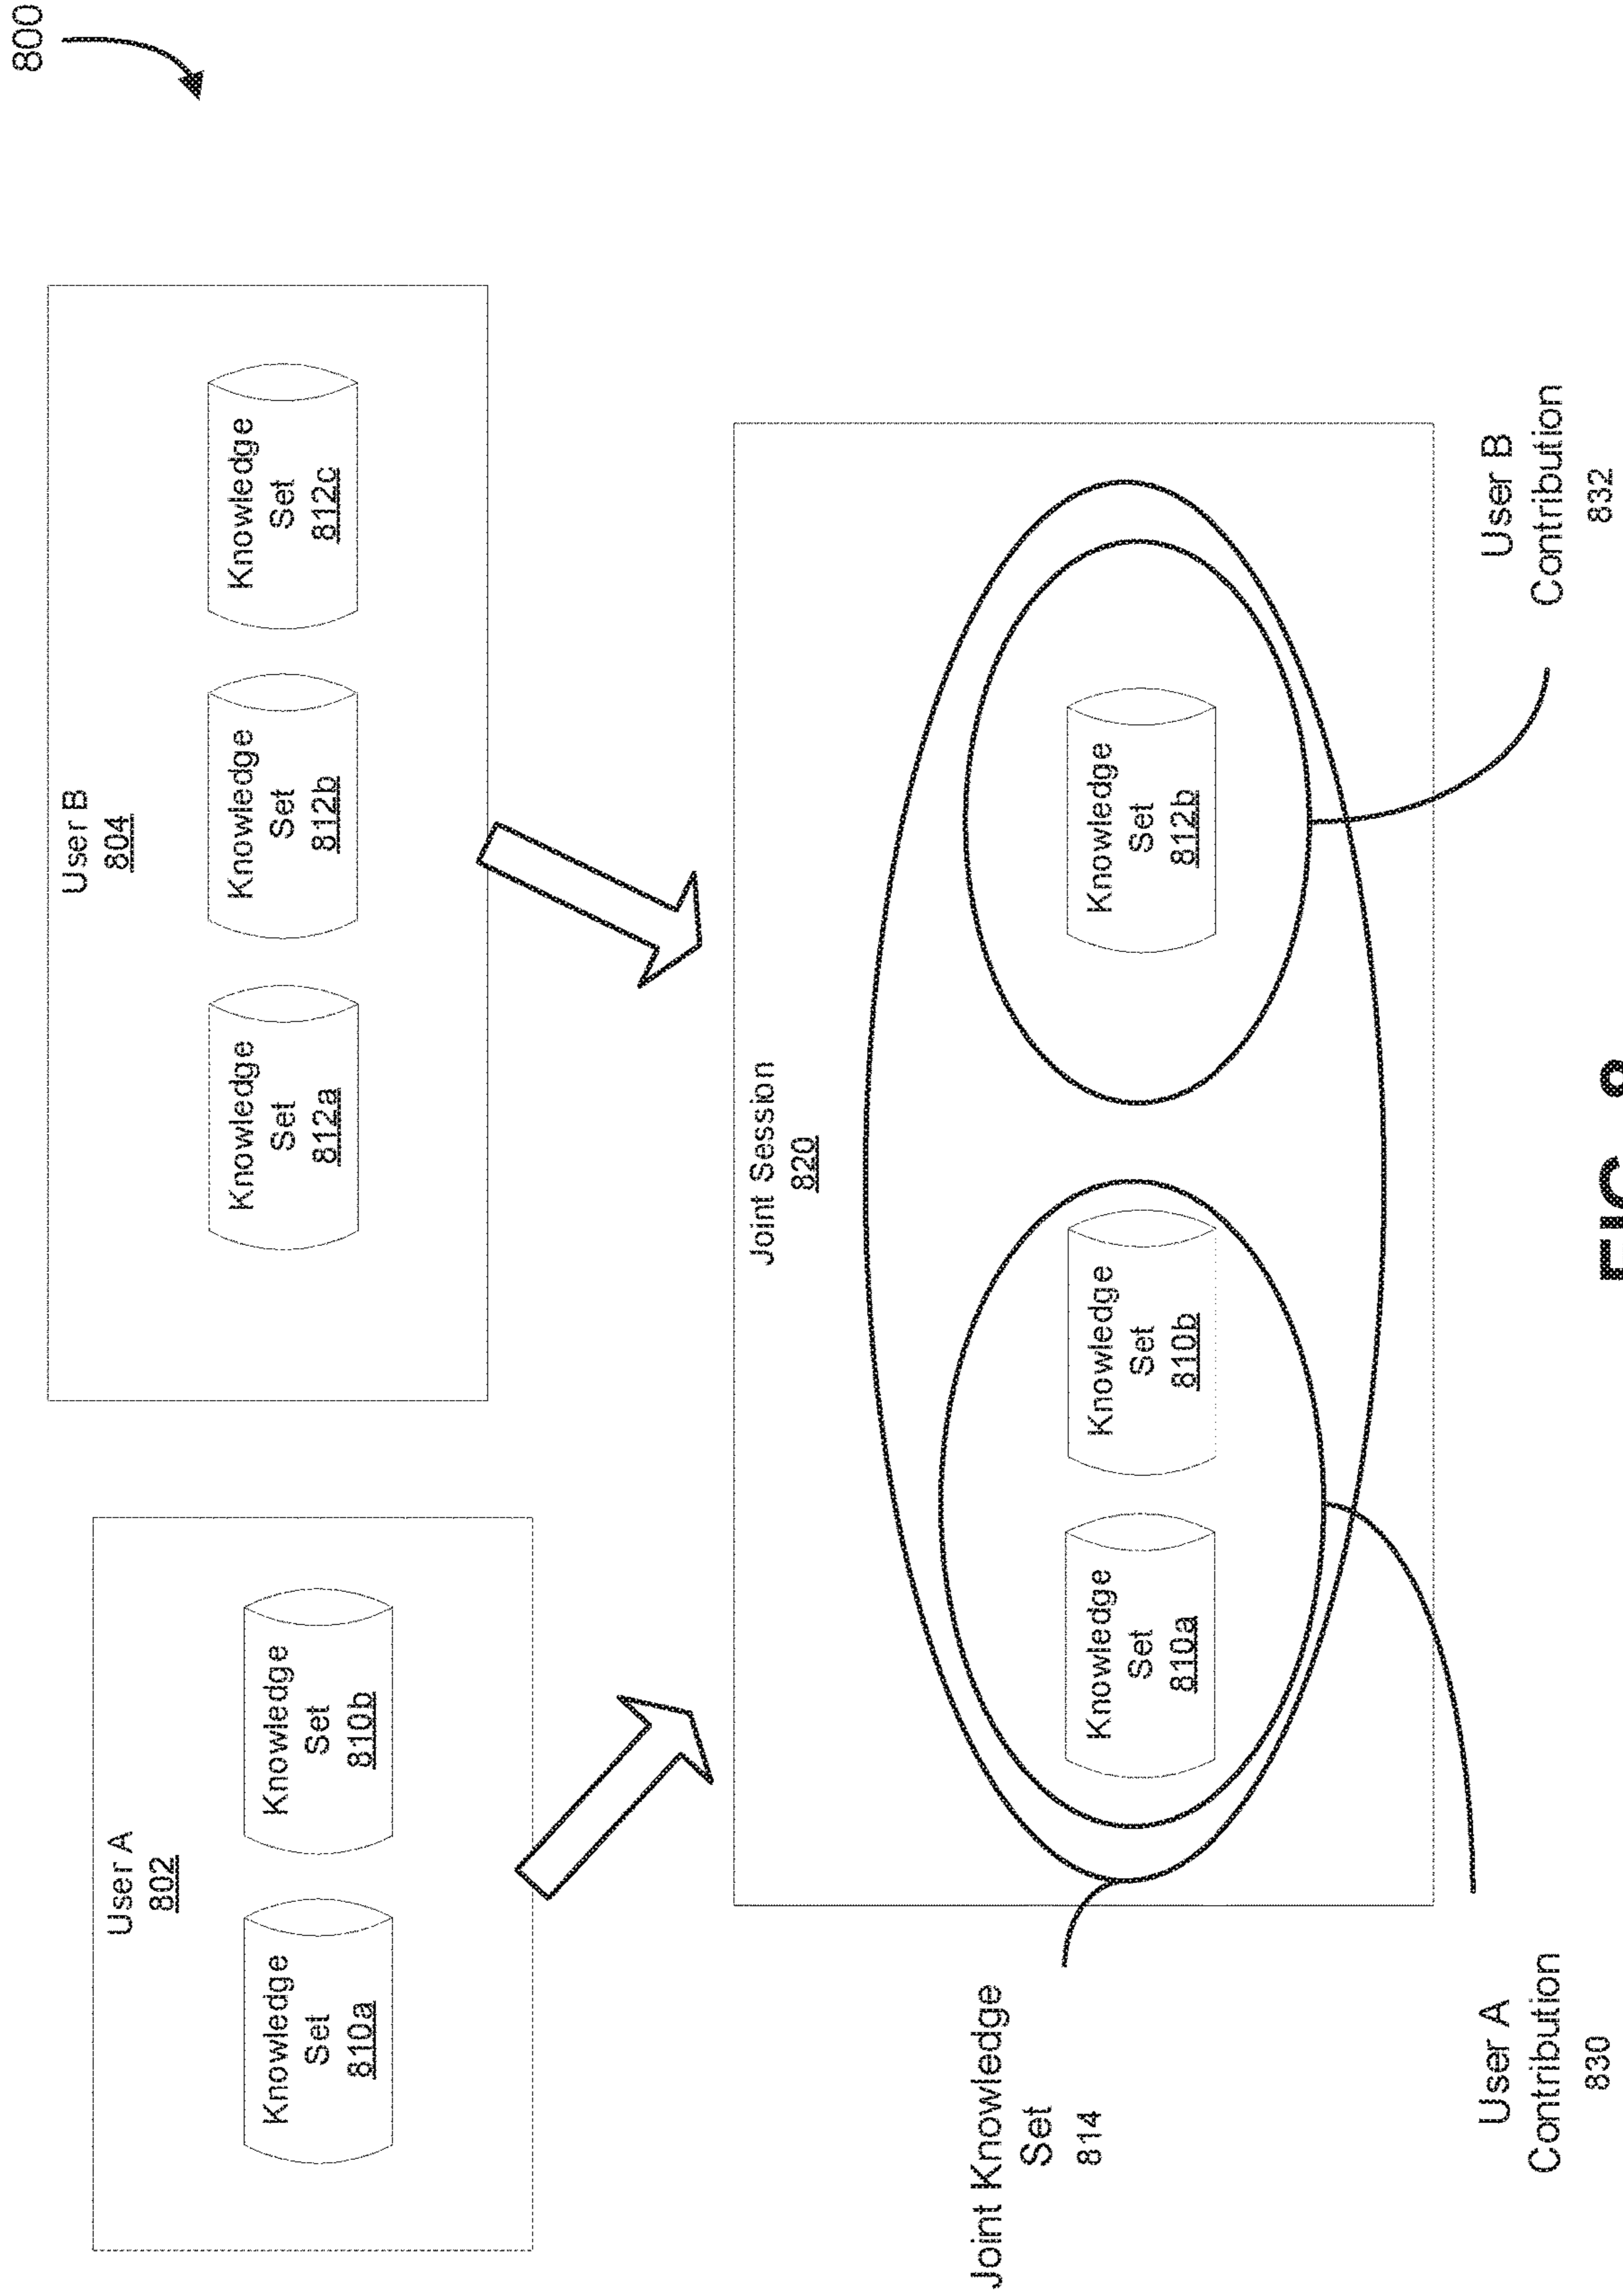 800
User A
802
Knowledge
Set
810a
Knowledge
Set
810b
User B
804
Knowledge
Set
812a
Knowledge
Set
812b
Knowledge
Set
812c
Joint Session
820
Joint Knowledge
Set
814
Knowledge
Set
810a
Knowledge
Set
810b
Knowledge
Set
812b
User A
Contribution
830
User B
Contribution
832
FIG. 8